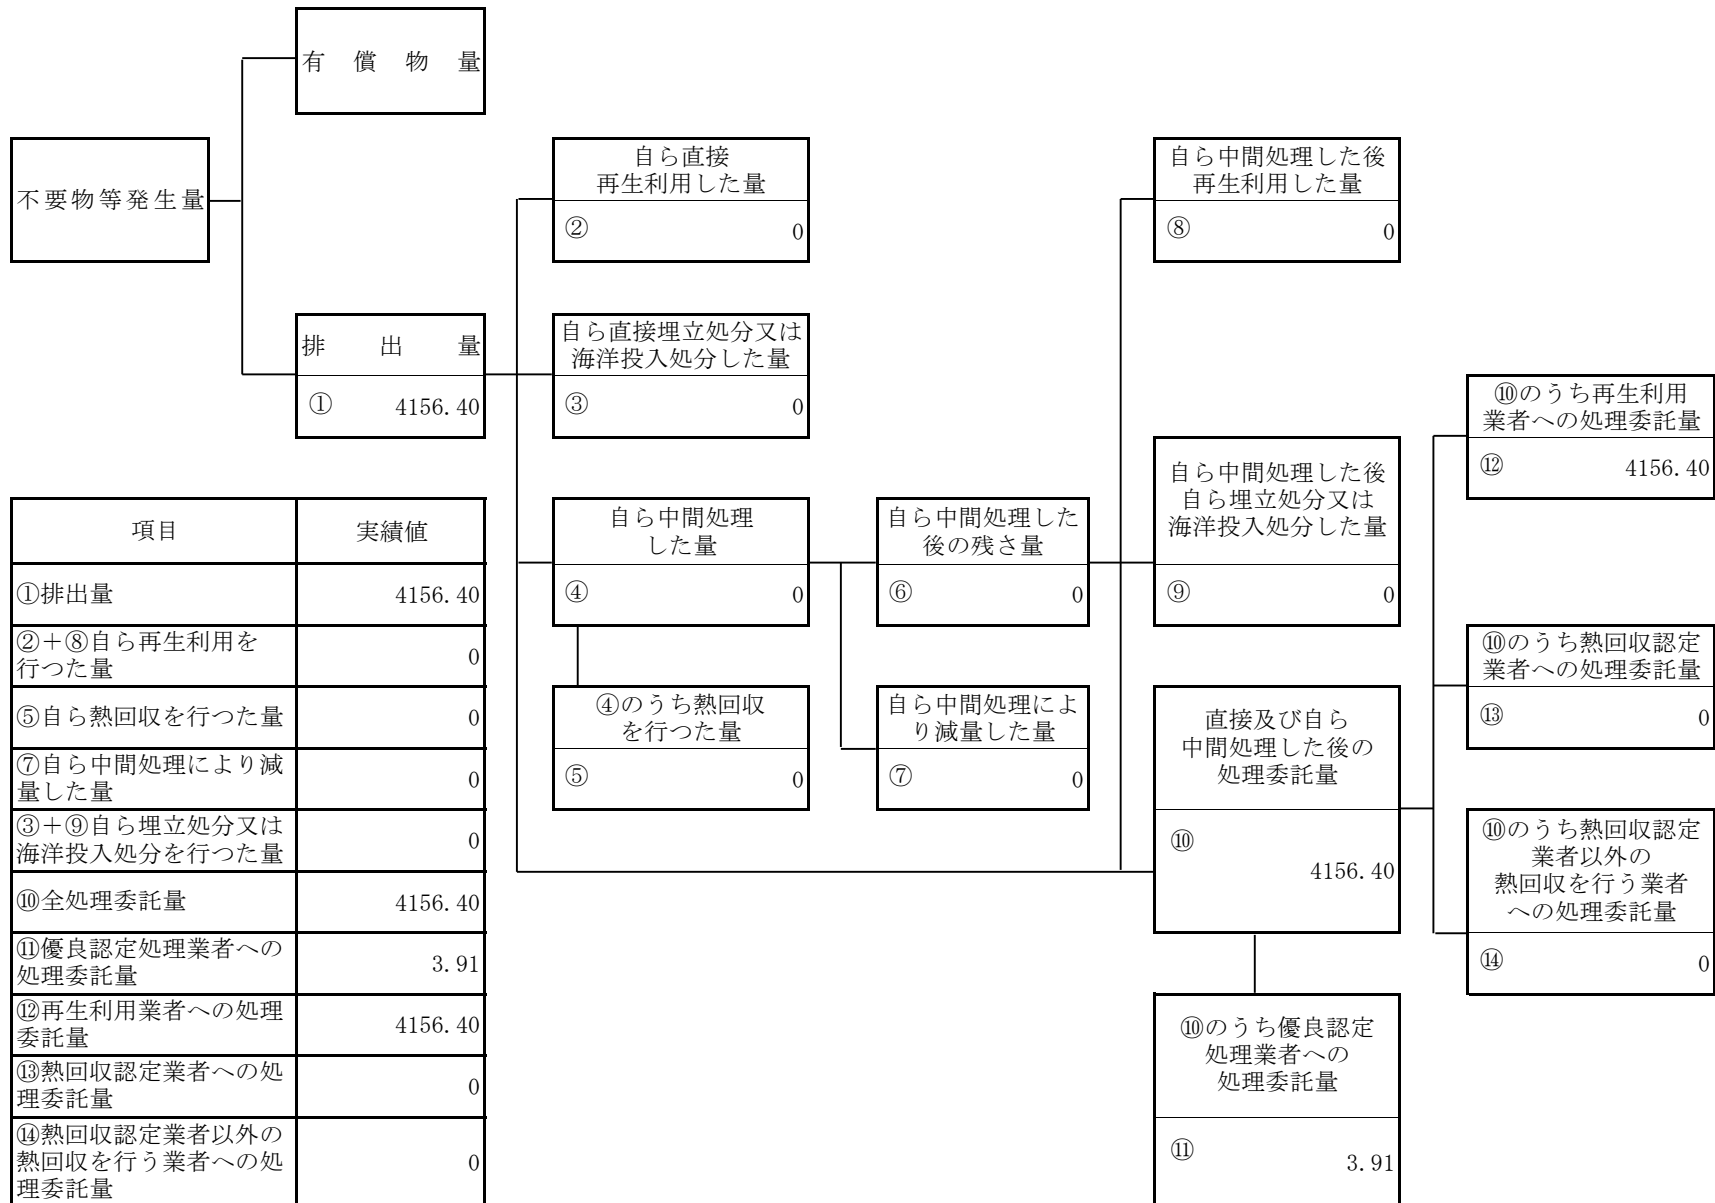 有償物量
不要物等発生量
排出量
① 4156.40
自ら直接
再生利用した量
② 0
自ら直接埋立処分又は
海洋投入処分した量
③ 0
自ら中間処理
した量
④ 0
④のうち熱回収
を行つた量
⑤ 0
自ら中間処理した
後の残さ量
⑥ 0
自ら中間処理によ
り減量した量
⑦ 0
自ら中間処理した後
再生利用した量
⑧ 0
自ら中間処理した後
自ら埋立処分又は
海洋投入処分した量
⑨ 0
直接及び自ら
中間処理した後の
処理委託量
⑩
4156.40
⑩のうち優良認定
処理業者への
処理委託量
⑪ 3.91
⑩のうち再生利用
業者への処理委託量
⑫ 4156.40
⑩のうち熱回収認定
業者への処理委託量
⑬ 0
⑩のうち熱回収認定
業者以外の
熱回収を行う業者
への処理委託量
⑭ 0
項目 実績値
①排出量 4156.40
②+⑧自ら再生利用を
行つた量 0
⑤自ら熱回収を行つた量 0
⑦自ら中間処理により減
量した量 0
③+⑨自ら埋立処分又は
海洋投入処分を行つた量 0
⑩全処理委託量 4156.40
⑪優良認定処理業者への
処理委託量 3.91
⑫再生利用業者への処理
委託量 4156.40
⑬熱回収認定業者への処
理委託量 0
⑭熱回収認定業者以外の
熱回収を行う業者への処
理委託量 0